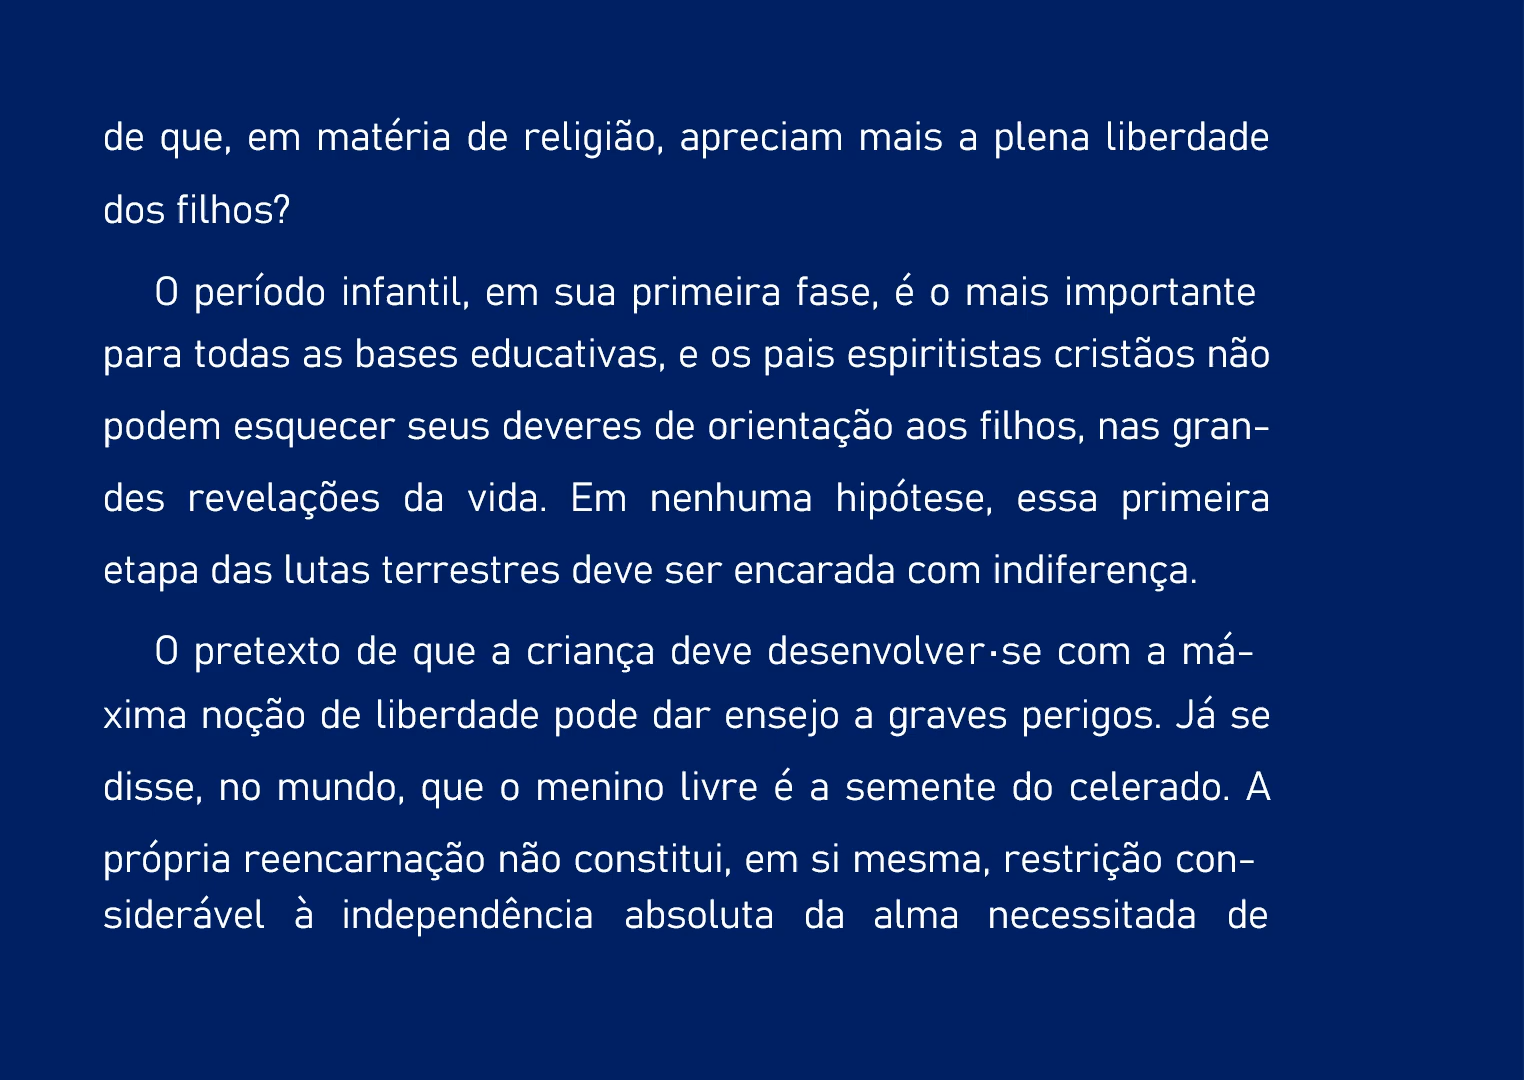 de que, em matéria de religião, apreciam mais a plena liberdade
dos filhos?
O período infantil, em sua primeira fase, é o mais importante
para todas as bases educativas, e os pais espiritistas cristãos não
podem esquecer seus deveres de orientação aos filhos, nas gran-
des revelações da vida. Em nenhuma hipótese, essa primeira
etapa das lutas terrestres deve ser encarada com indiferença.
O pretexto de que a criança deve desenvolver·se com a má-
xima noção de liberdade pode dar ensejo a graves perigos. Já se
disse, no mundo, que o menino livre é a semente do celerado. A
própria reencarnação não constitui, em si mesma, restrição con-
siderável à independência absoluta da alma necessitada de